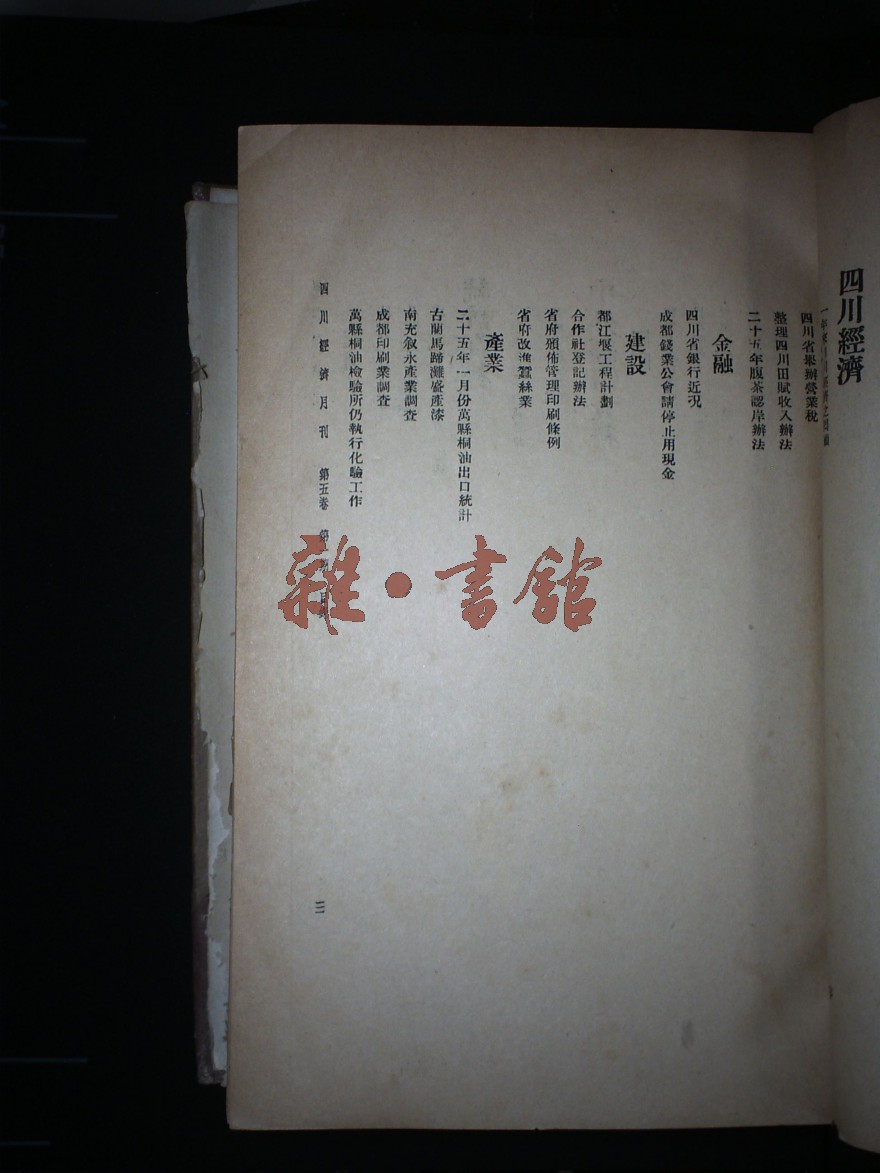 四川經濟
四川省縣辦營業稅
整理四川田賦收入辦法
二十五年腹茶認岸辦法
金融
四川省銀行近况
成都錢業公會請停止用現金
建設
都江堰工程計劃
合作社登記辦法
省府頒佈管理印刷條例
省府改進蠶絲業
產業
二十五年一月份萬縣桐油出口統計
古藺馬蹄灘盛產漆
南充叙永產業調查
成都印刷業調查
萬縣桐油檢驗所仍執行化驗工作
四川經濟月刊 第五卷 第
三
雜·書館